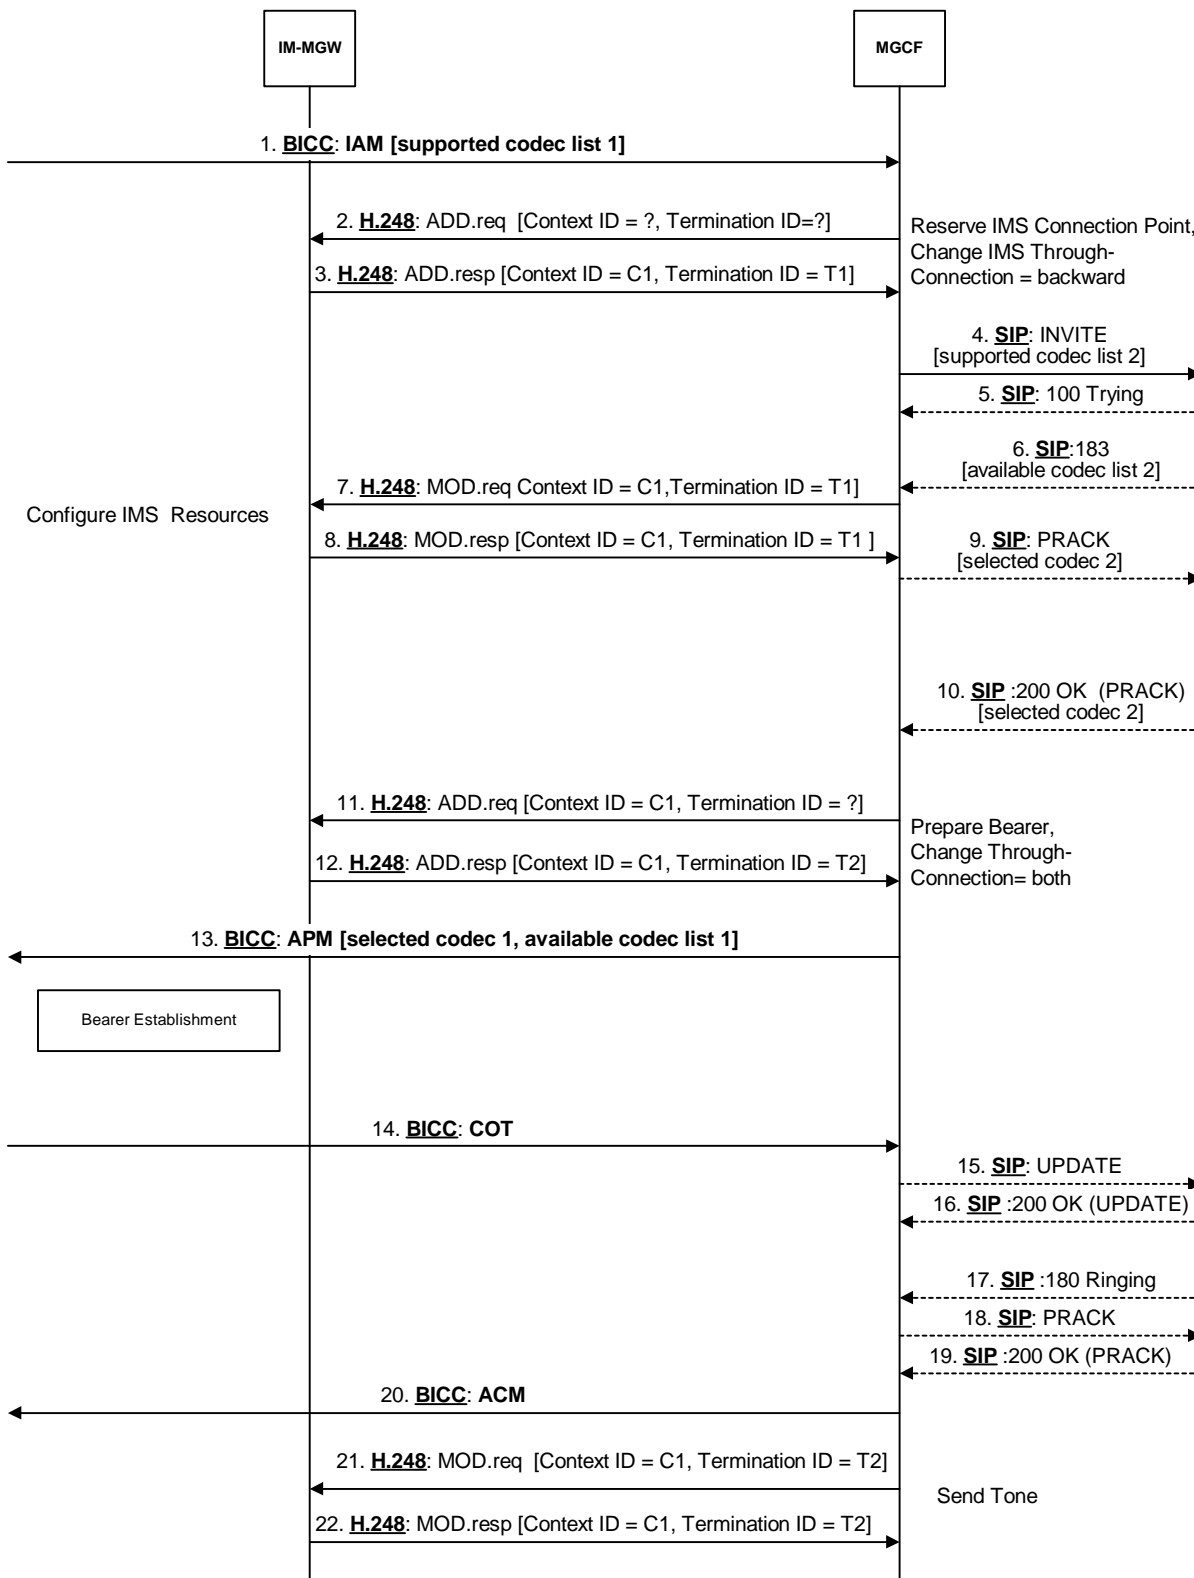 IM-MGW
MGCF
1. BICC: IAM [supported codec list 1]
2. H.248: ADD.req [Context ID = ?, Termination ID=?]
Reserve IMS Connection Point,
Change IMS Through-
Connection = backward
3. H.248: ADD.resp [Context ID = C1, Termination ID = T1]
4. SIP: INVITE
[supported codec list 2]
5. SIP: 100 Trying
6. SIP:183
[available codec list 2]
7. H.248: MOD.req Context ID = C1,Termination ID = T1]
Configure IMS Resources
8. H.248: MOD.resp [Context ID = C1, Termination ID = T1 ]
9. SIP: PRACK
[selected codec 2]
10. SIP :200 OK (PRACK)
[selected codec 2]
11. H.248: ADD.req [Context ID = C1, Termination ID = ?]
Prepare Bearer,
Change Through-
Connection= both
12. H.248: ADD.resp [Context ID = C1, Termination ID = T2]
13. BICC: APM [selected codec 1, available codec list 1]
Bearer Establishment
14. BICC: COT
15. SIP: UPDATE
16. SIP :200 OK (UPDATE)
17. SIP :180 Ringing
18. SIP: PRACK
19. SIP :200 OK (PRACK)
20. BICC: ACM
21. H.248: MOD.req [Context ID = C1, Termination ID = T2]
Send Tone
22. H.248: MOD.resp [Context ID = C1, Termination ID = T2]